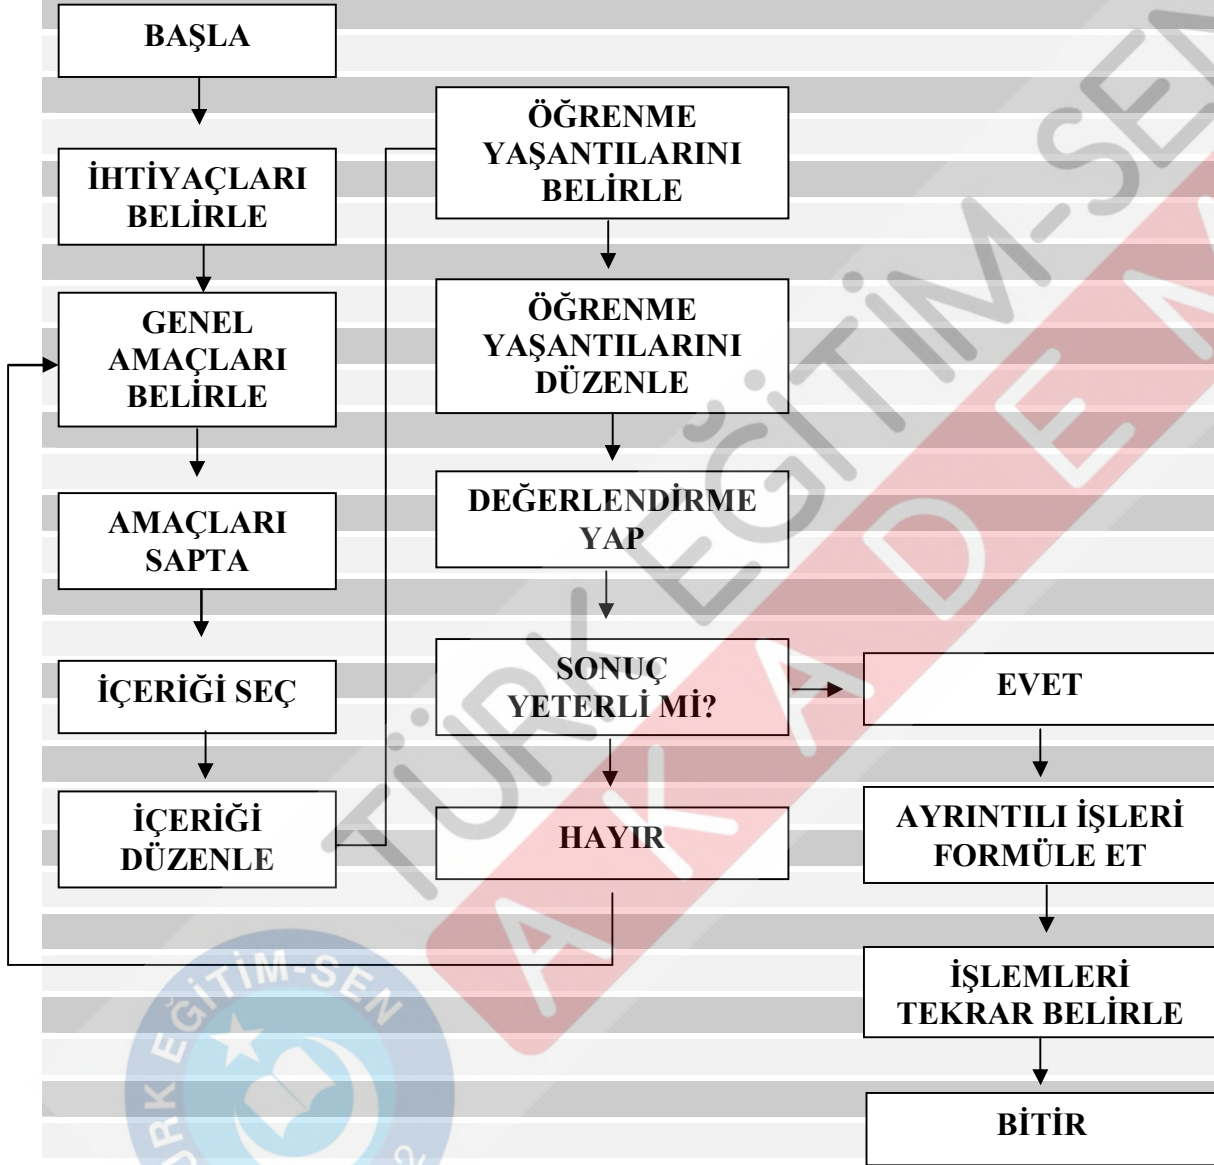 BAŞLA
İHTİYAÇLARI
BELİRLE
GENEL
AMAÇLARI
BELİRLE
AMAÇLARI
SAPTA
İÇERİĞİ SEÇ
İÇERİĞİ
DÜZENLE
ÖĞRENME
YAŞANTILARINI
BELİRLE
ÖĞRENME
YAŞANTILARINI
DÜZENLE
DEĞERLENDİRME
YAP
SONUÇ
YETERLİ Mİ?
HAYIR
EVET
AYRINTILI İŞLERİ
FORMÜLE ET
İŞLEMLERİ
TEKRAR BELİRLE
BİTİR
TÜRK EĞİTİM-SEN
AKADEM
TÜRK EĞİTİM-SEN
2